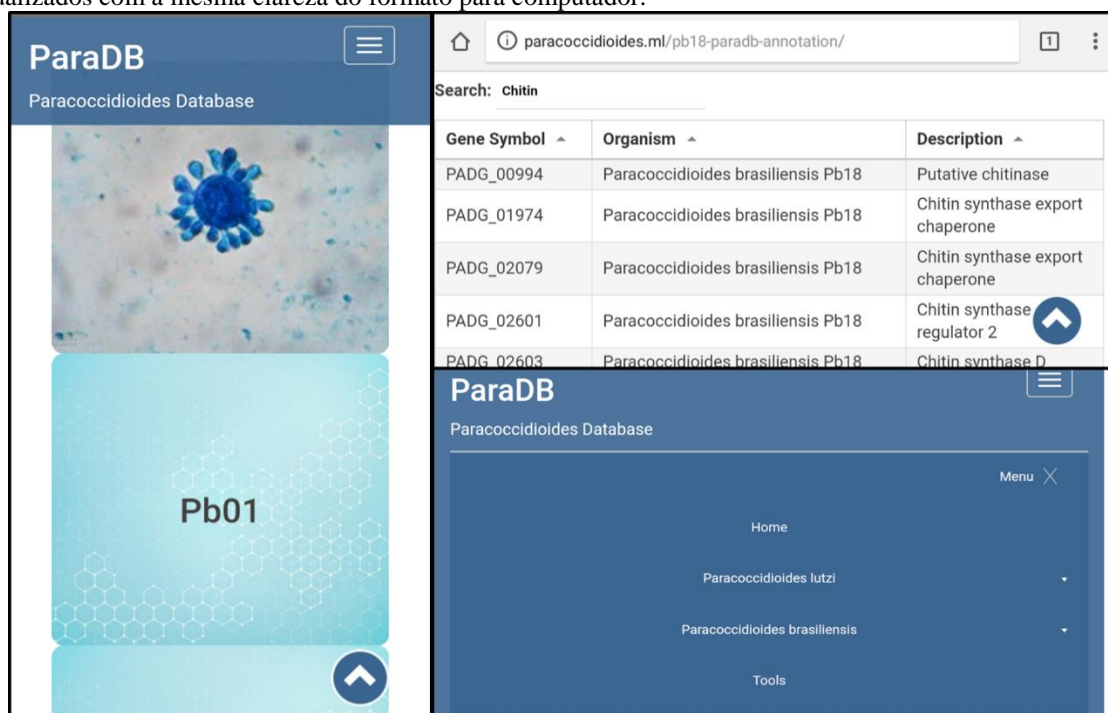 com a mesma clareza do formato para computador.
ParaDB
Paracoccidioides Database
Pb01
paracoccidioides.ml/pb18-paradb-annotation/
1
Search: Chitin
Gene Symbol Organism Description
PADG_00994 Paracoccidioides brasiliensis Pb18 Putative chitinase
PADG_01974 Paracoccidioides brasiliensis Pb18 Chitin synthase export
chaperone
PADG_02079 Paracoccidioides brasiliensis Pb18 Chitin synthase export
chaperone
PADG_02601 Paracoccidioides brasiliensis Pb18 Chitin synthase
regulator 2
PADG_02603 Paracoccidioides brasiliensis Pb18 Chitin synthase D
ParaDB
Paracoccidioides Database
Menu X
Home
Paracoccidioides lutzi
Paracoccidioides brasiliensis
Tools